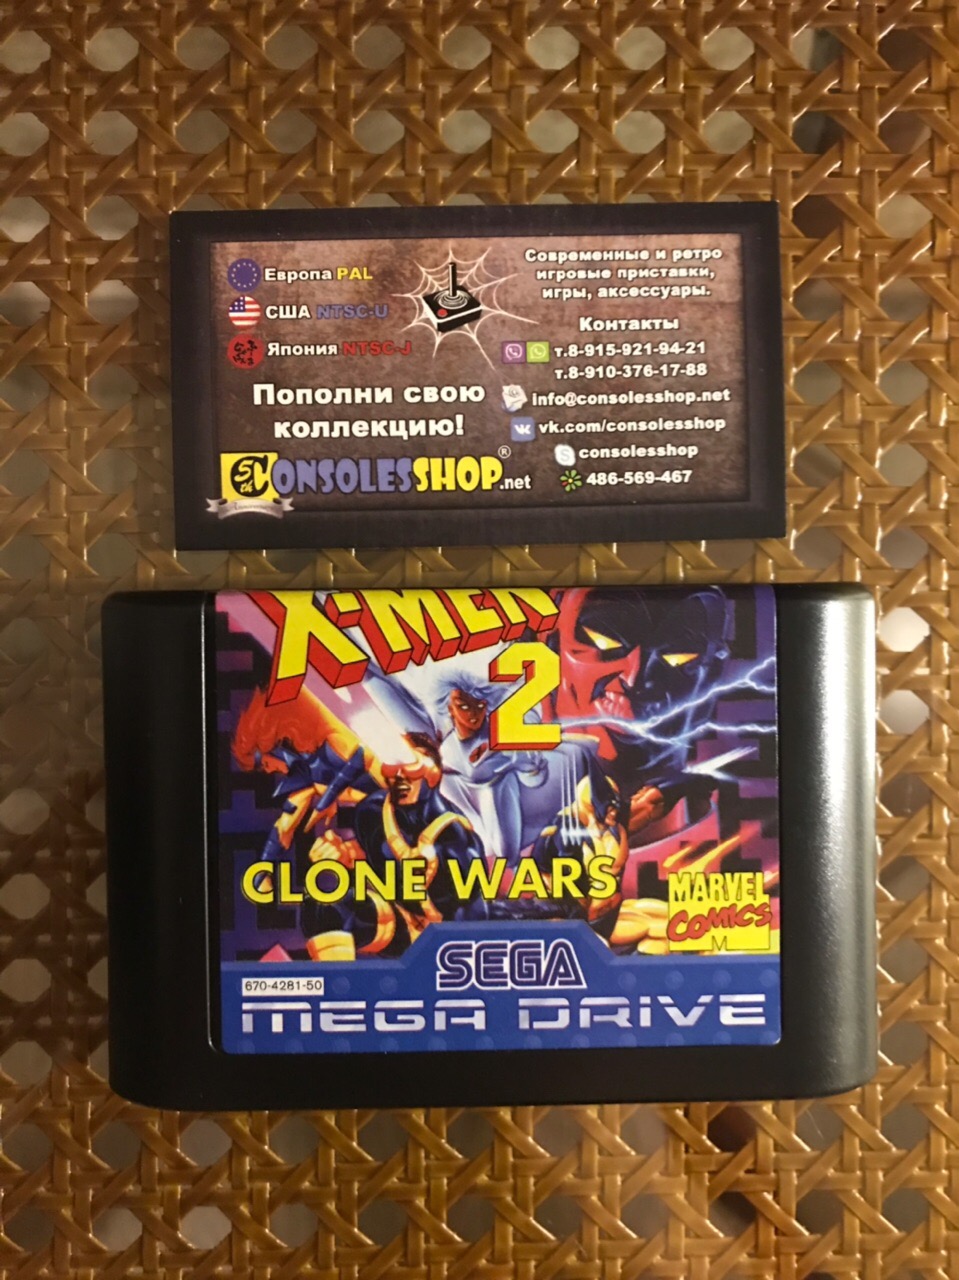 Европа PAL
США NTSC-U
Япония NTSC-J
Пополни свою
коллекцию!
5th CONSOLESSHOP.net®
Современные и ретро
игровые приставки,
игры, аксессуары.
Контакты
т.8-915-921-94-21
т.8-910-376-17-88
info@consolesshop.net
vk.com/consolesshop
consolesshop
486-569-467
X-MEN
2
CLONE WARS
MARVEL
COMICS
M
SEGA
670-4281-50
MEGA DRIVE